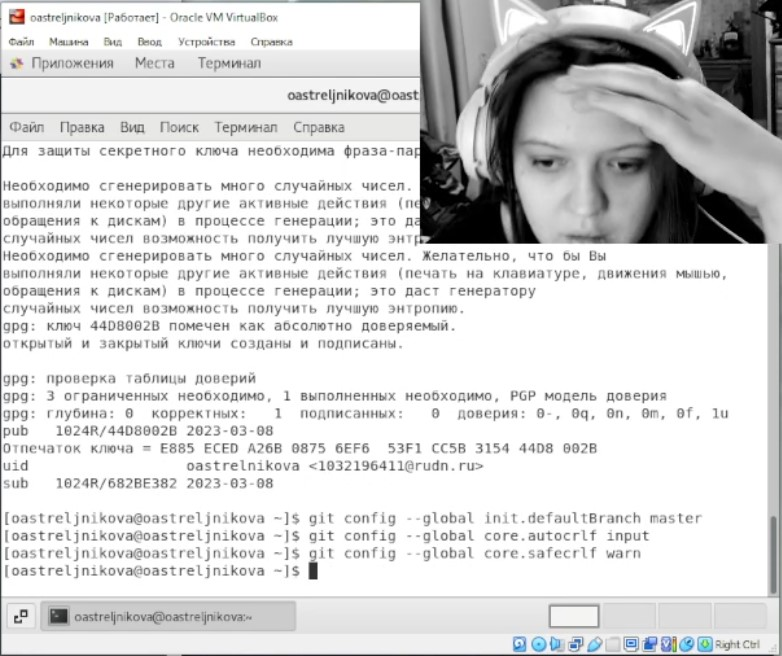 oastreljnikova [Работает] - Oracle VM VirtualBox
Файл Машина Вид Ввод Устройства Справка
Приложения Места Терминал
oastreljnikova@oast
Файл Правка Вид Поиск Терминал Справка
Для защиты секретного ключа необходима фраза-пар
Необходимо сгенерировать много случайных чисел.
выполняли некоторые другие активные действия (пе
обращения к дискам) в процессе генерации; это да
случайных чисел возможность получить лучшую энтр
Необходимо сгенерировать много случайных чисел. Желательно, что бы Вы
выполняли некоторые другие активные действия (печать на клавиатуре, движения мышью,
обращения к дискам) в процессе генерации; это даст генератору
случайных чисел возможность получить лучшую энтропию.
gpg: ключ 44D8002B помечен как абсолютно доверяемый.
открытый и закрытый ключи созданы и подписаны.
gpg: проверка таблицы доверий
gpg: 3 ограниченных необходимо, 1 выполненных необходимо, PGP модель доверия
gpg: глубина: 0 корректных: 1 подписанных: 0 доверия: 0-, 0q, 0n, 0m, 0f, 1u
pub 1024R/44D8002B 2023-03-08
Отпечаток ключа = E885 ECED A26B 0875 6EF6 53F1 CC5B 3154 44D8 002B
uid oastrelnikova <1032196411@rudn.ru>
sub 1024R/682BE382 2023-03-08
[oastreljnikova@oastreljnikova ~]$ git config --global init.defaultBranch master
[oastreljnikova@oastreljnikova ~]$ git config --global core.autocrlf input
[oastreljnikova@oastreljnikova ~]$ git config --global core.safecrlf warn
[oastreljnikova@oastreljnikova ~]$
oastreljnikova@oastreljnikova:~
Right Ctrl